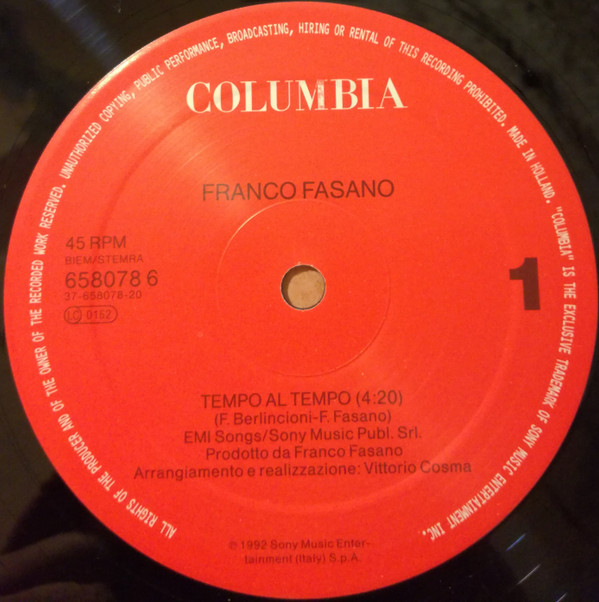 ALL RIGHTS OF THE PRODUCER AND OF THE OWNER OF THE RECORDED WORK RESERVED. UNAUTHORIZED COPYING, PUBLIC PERFORMANCE, BROADCASTING, HIRING OR RENTAL OF THIS RECORDING PROHIBITED. MADE IN HOLLAND. "COLUMBIA" IS THE EXCLUSIVE TRADEMARK OF SONY MUSIC ENTERTAINMENT INC.
COLUMBIA
FRANCO FASANO
45 RPM
BIEM/STEMRA
658078 6
37-658078-20
LC 0162
1
TEMPO AL TEMPO (4:20)
(F. Berlincioni-F. Fasano)
EMI Songs/Sony Music Publ. Srl.
Prodotto da Franco Fasano
Arrangiamento e realizzazione: Vittorio Cosma
℗ 1992 Sony Music Enter-
tainment (Italy) S.p.A.